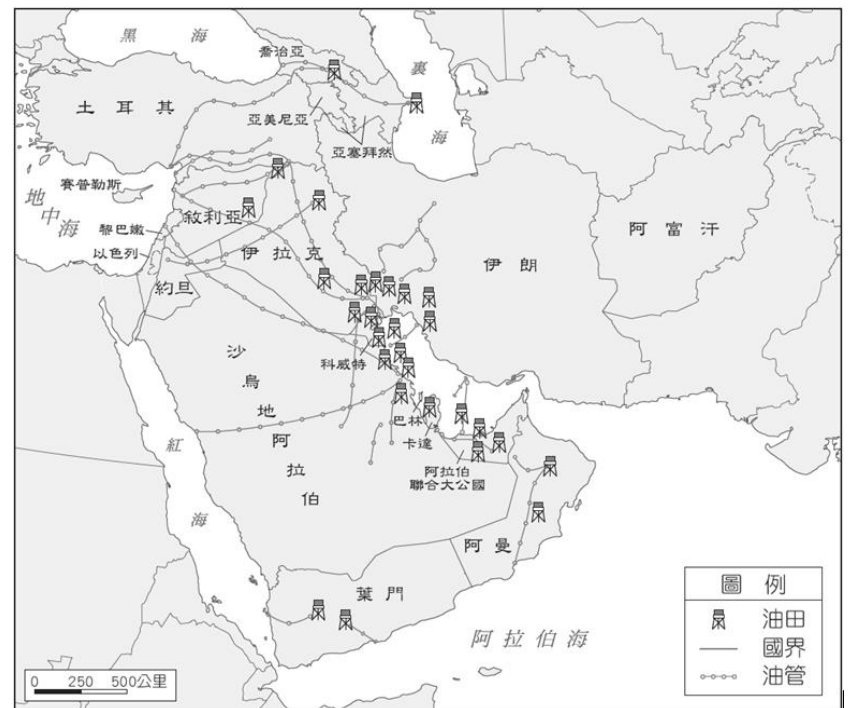 黑 海
喬治亞
裏
海
土耳其
亞美尼亞
亞塞拜然
賽普勒斯
地
中
海
敘利亞
黎巴嫩
以色列
伊拉克
伊朗
阿富汗
約旦
科威特
沙
烏
地
阿
拉
伯
巴林
卡達
阿拉伯
聯合大公國
紅
海
阿曼
葉門
阿拉伯海
圖例
油田
國界
油管
0 250 500公里